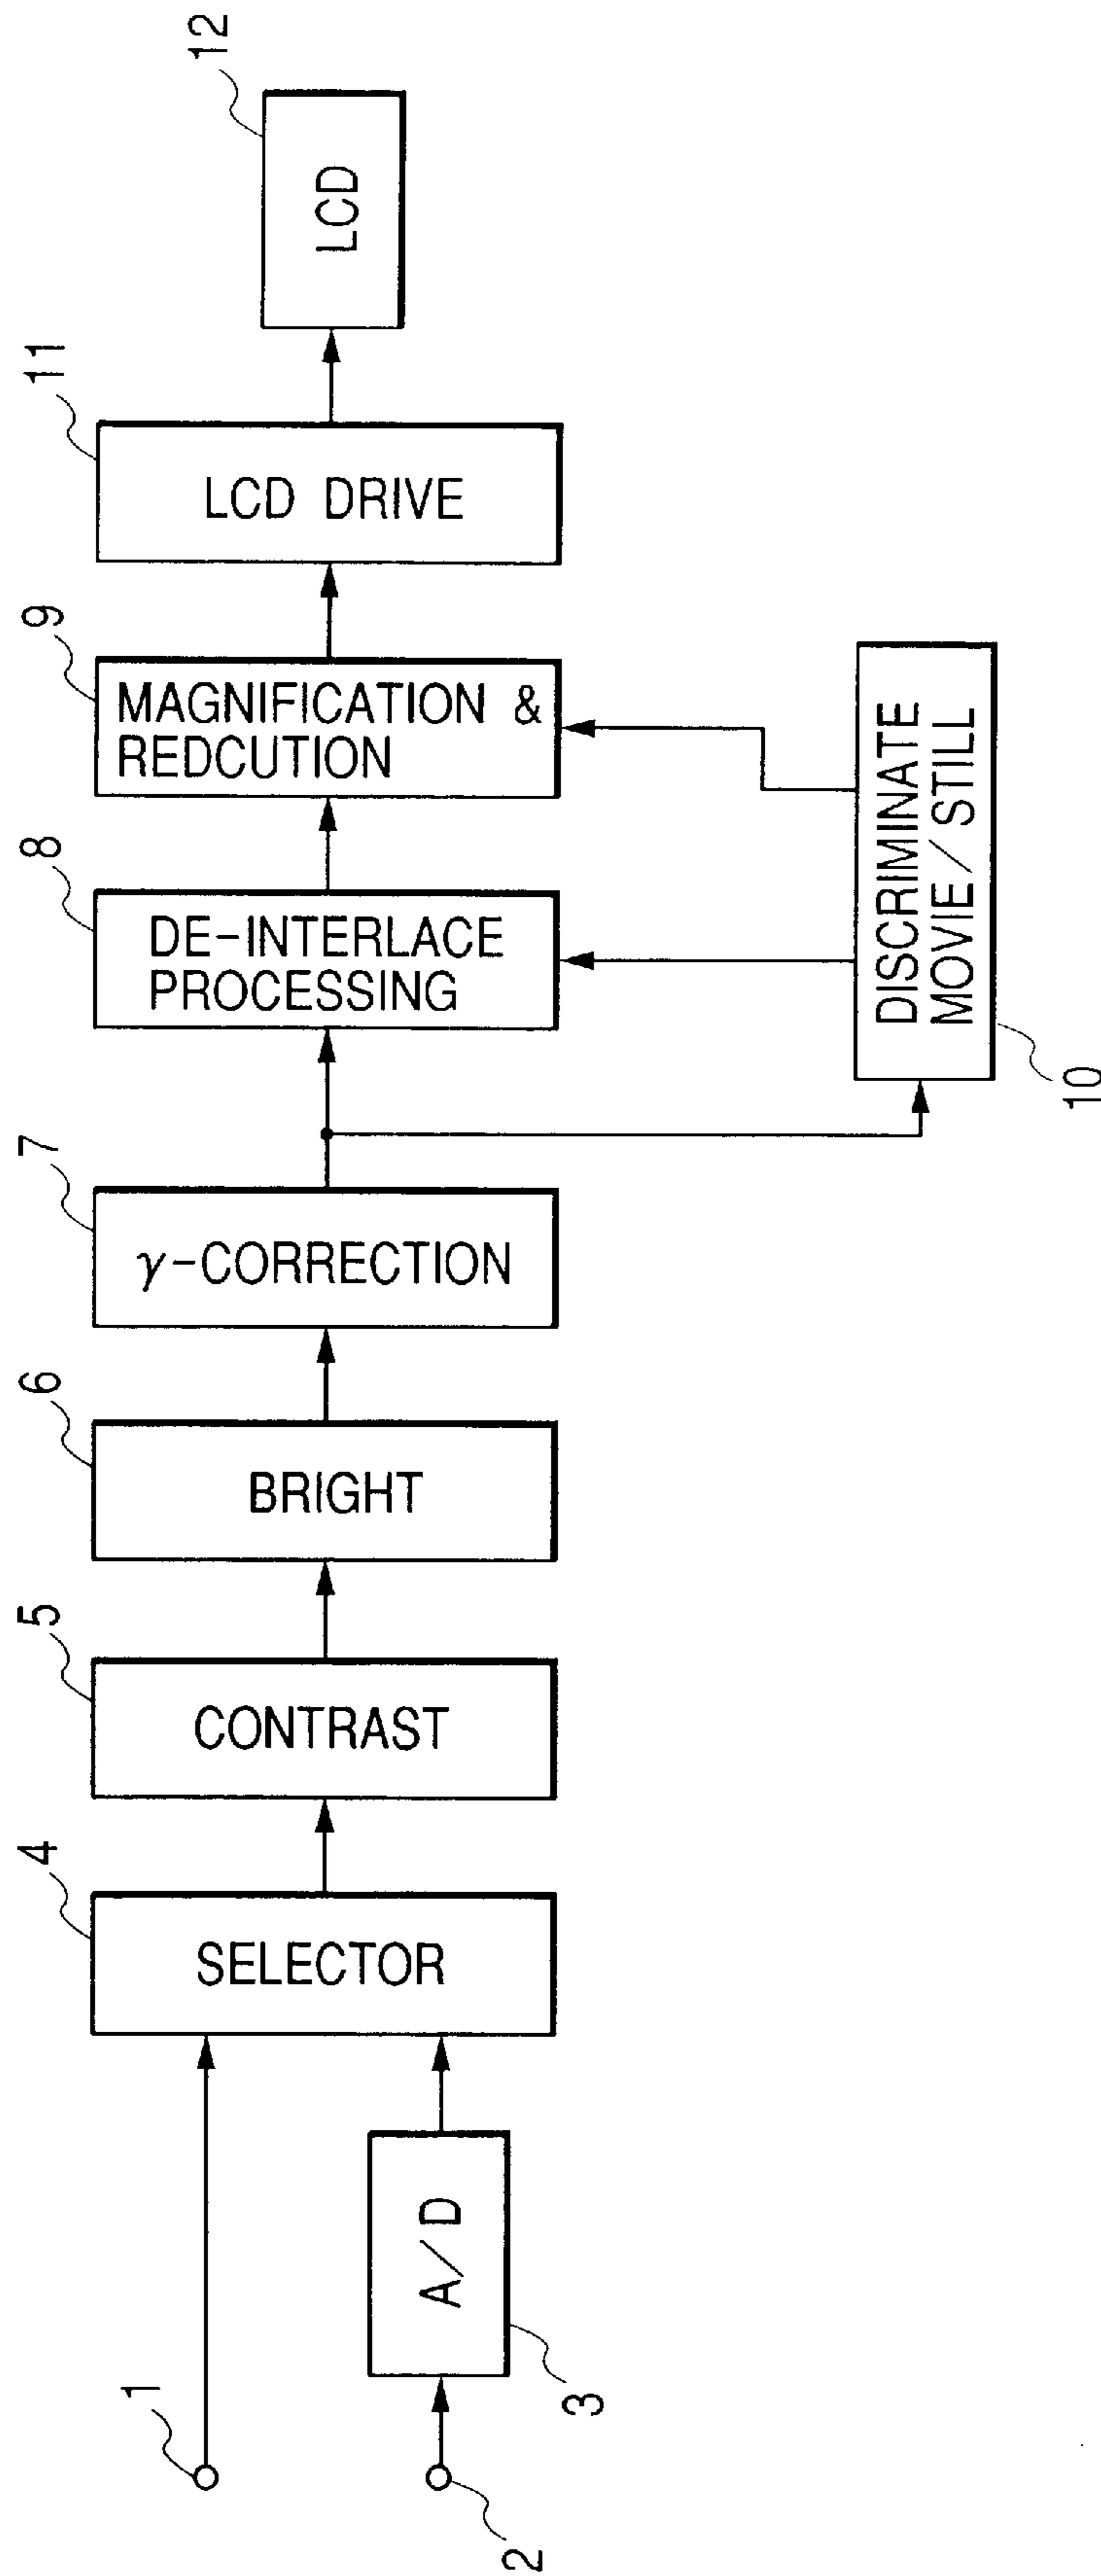 1
2
A/D
3
SELECTOR
4
CONTRAST
5
BRIGHT
6
γ-CORRECTION
7
DE-INTERLACE
PROCESSING
8
MAGNIFICATION &
REDCUTION
9
DISCRIMINATE
MOVIE/STILL
10
LCD DRIVE
11
LCD
12